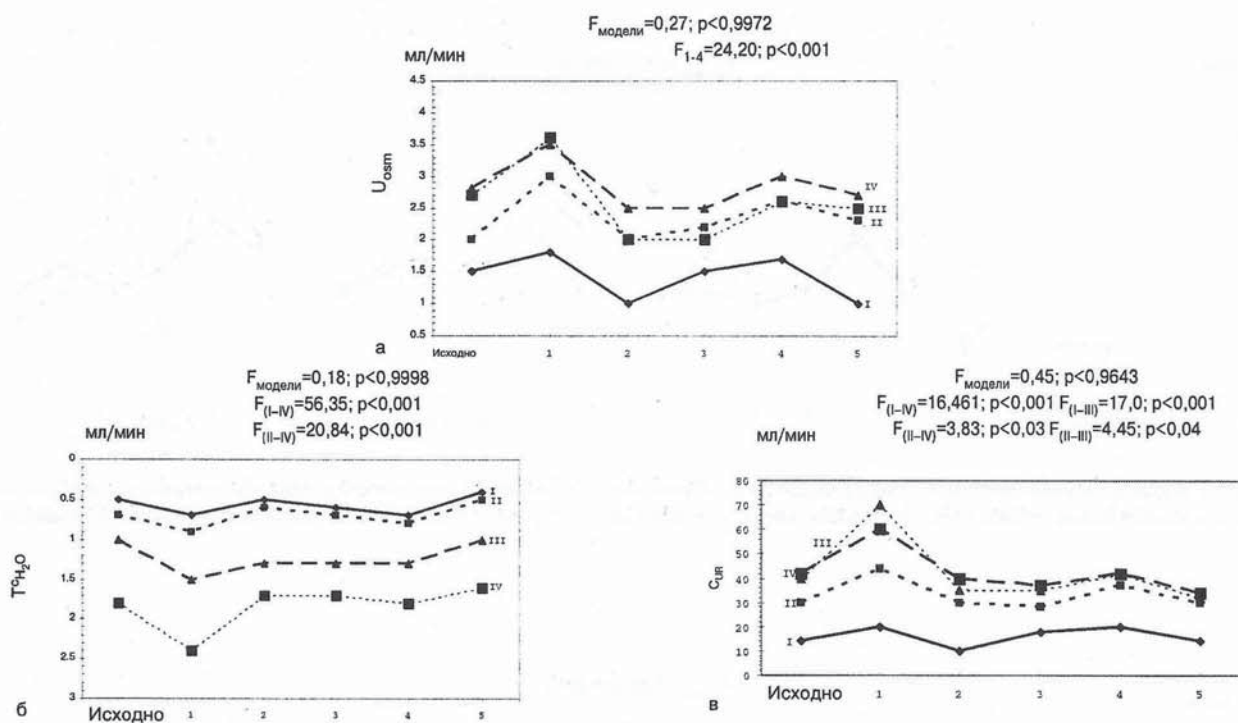 Fмодели=0,27; p<0,9972
F1-4=24,20; p<0,001
мл/мин
4.5
4
3.5
3
2.5
2
1.5
1
0.5
Uosm
IV
III
II
I
а
Исходно 1 2 3 4 5
Fмодели=0,18; p<0,9998
F(I–IV)=56,35; p<0,001
F(II–IV)=20,84; p<0,001
мл/мин
0
0.5
1
1.5
2
2.5
3
TcH2O
I
II
III
IV
б
Исходно 1 2 3 4 5
Fмодели=0,45; p<0,9643
F(I–IV)=16,461; p<0,001 F(I–III)=17,0; p<0,001
F(II–IV)=3,83; p<0,03 F(II–III)=4,45; p<0,04
мл/мин
80
70
60
50
40
30
20
10
0
CUR
III
IV
II
I
в
Исходно 1 2 3 4 5